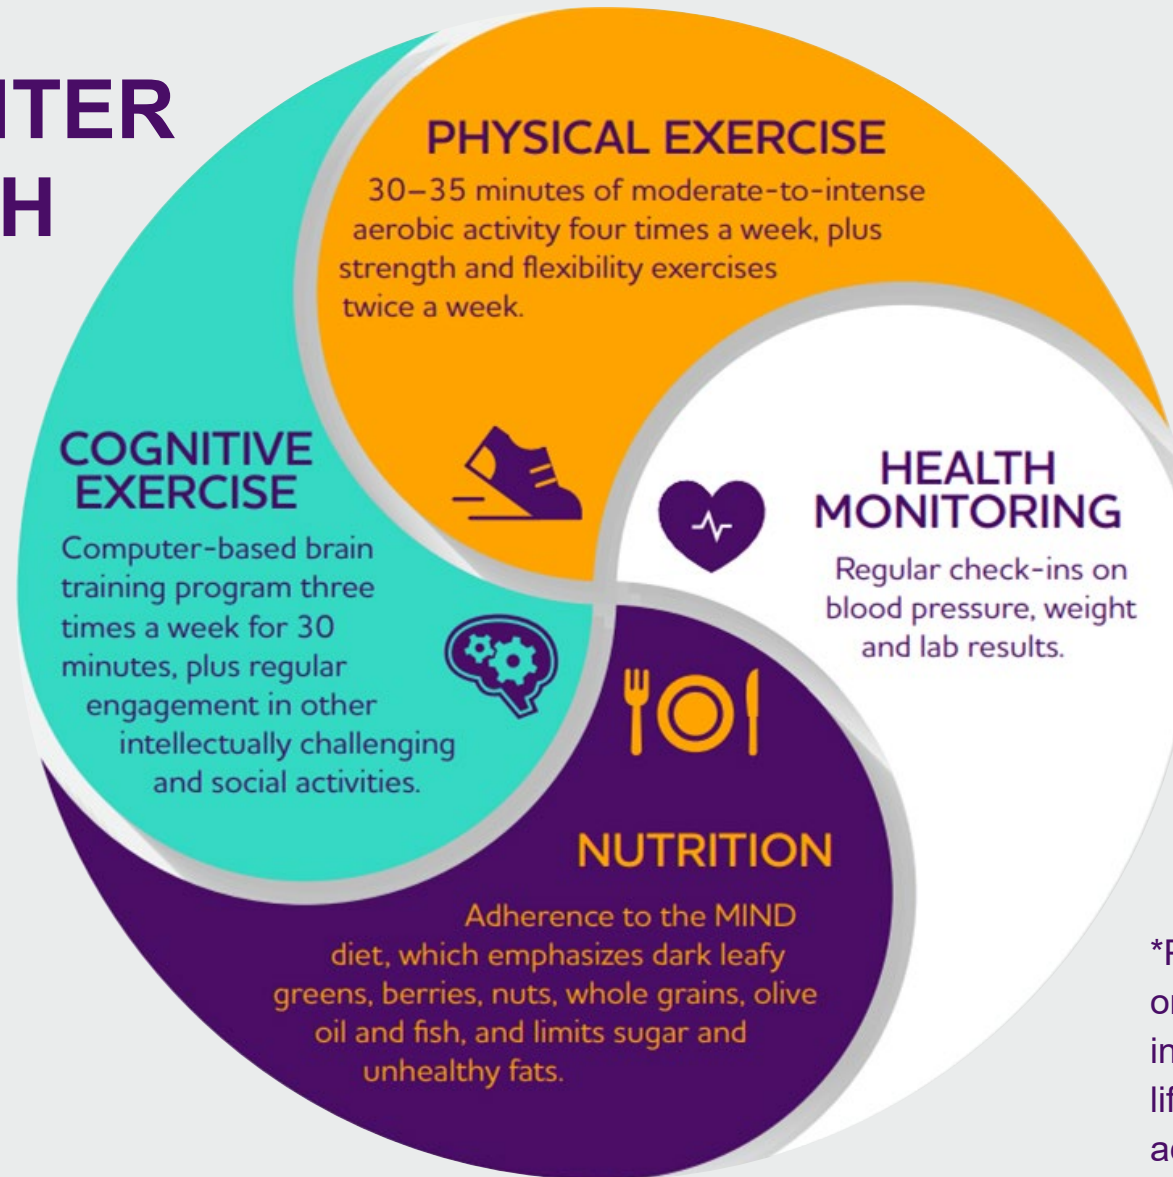 PHYSICAL EXERCISE
30–35 minutes of moderate-to-intense
aerobic activity four times a week, plus
strength and flexibility exercises
twice a week.
COGNITIVE
EXERCISE
Computer-based brain
training program three
times a week for 30
minutes, plus regular
engagement in other
intellectually challenging
and social activities.
HEALTH
MONITORING
Regular check-ins on
blood pressure, weight
and lab results.
NUTRITION
Adherence to the MIND
diet, which emphasizes dark leafy
greens, berries, nuts, whole grains, olive
oil and fish, and limits sugar and
unhealthy fats.